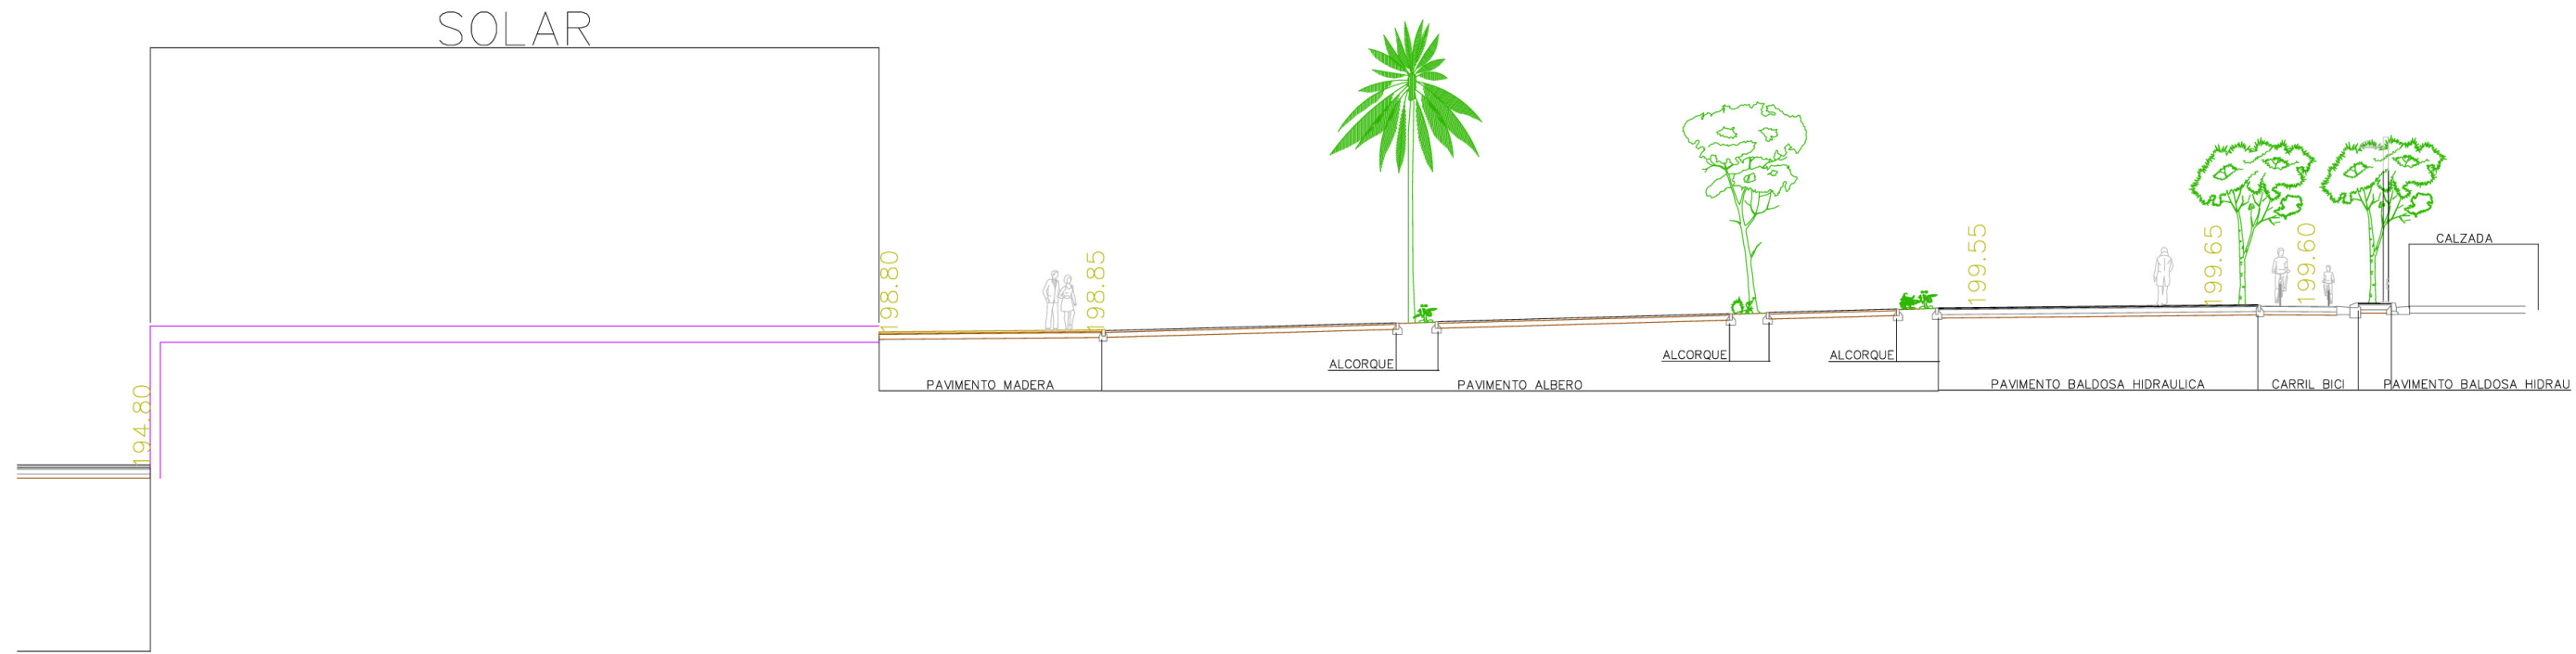 SOLAR
194.80
198.80
198.85
199.55
199.65
199.60
CALZADA
ALCORQUE
ALCORQUE
ALCORQUE
PAVIMENTO MADERA
PAVIMENTO ALBERO
PAVIMENTO BALDOSA HIDRAULICA
CARRIL BICI
PAVIMENTO BALDOSA HIDRAU